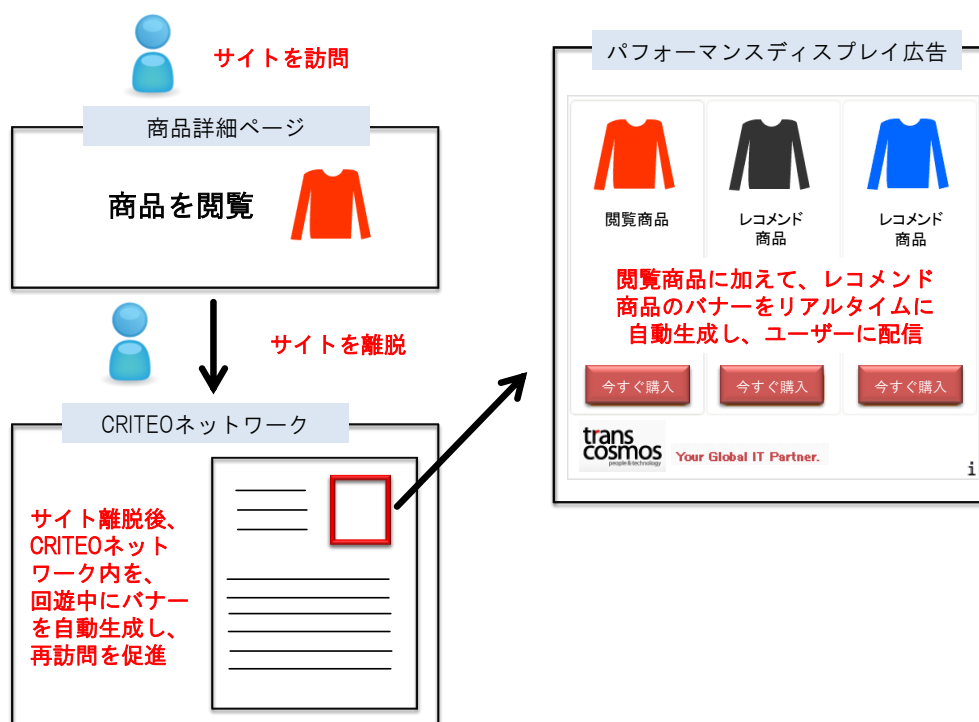 サイトを訪問
商品詳細ページ
商品を閲覧
サイトを離脱
CRITEOネットワーク
サイト離脱後、
CRITEOネット
ワーク内を、
回遊中にバナー
を自動生成し、
再訪問を促進
パフォーマンスディスプレイ広告
閲覧商品
レコメンド
商品
レコメンド
商品
閲覧商品に加えて、レコメンド
商品のバナーをリアルタイムに
自動生成し、ユーザーに配信
今すぐ購入
今すぐ購入
今すぐ購入
trans
cosmos
people & technology
Your Global IT Partner.
i